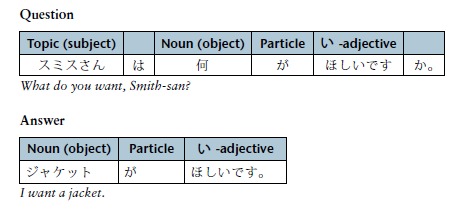 Question
Topic (subject) Noun (object) Particle い -adjective
スミスさん は 何 が ほしいです か。
What do you want, Smith-san?
Answer
Noun (object) Particle い -adjective
ジャケット が ほしいです。
I want a jacket.